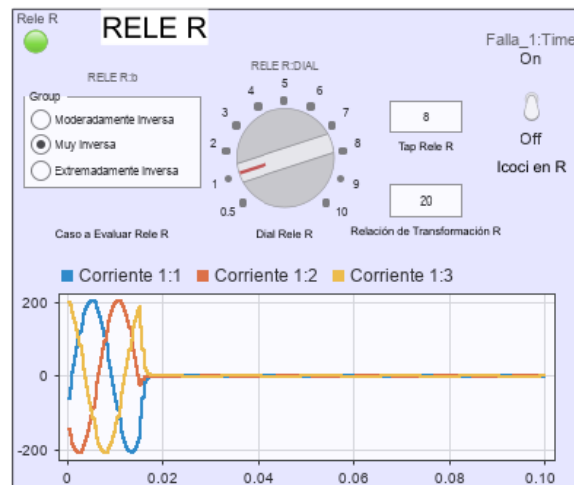 Rele R
RELE R
Falla_1:Time
On
Off
Icoci en R
RELE R:b
Group
Moderadamente Inversa
Muy Inversa
Extremadamente Inversa
Caso a Evaluar Rele R
RELE R:DIAL
0.5
1
2
3
4
5
6
7
8
9
10
Dial Rele R
8
Tap Rele R
20
Relación de Transformación R
Corriente 1:1 Corriente 1:2 Corriente 1:3
200
0
-200
0 0.02 0.04 0.06 0.08 0.10